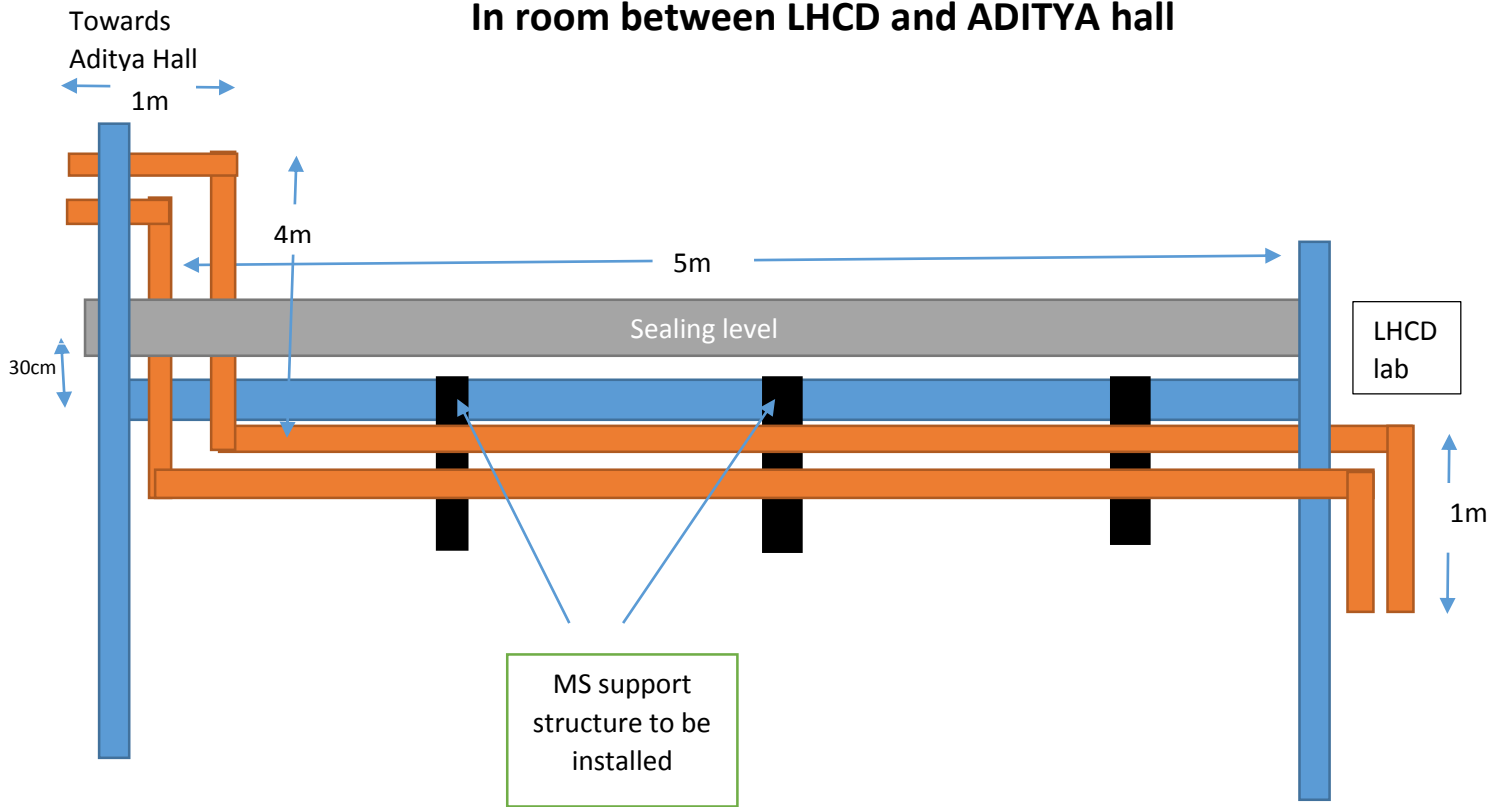 In room between LHCD and ADITYA hall
Towards
Aditya Hall
1m
4m
5m
Sealing level
30cm
LHCD
lab
1m
MS support
structure to be
installed